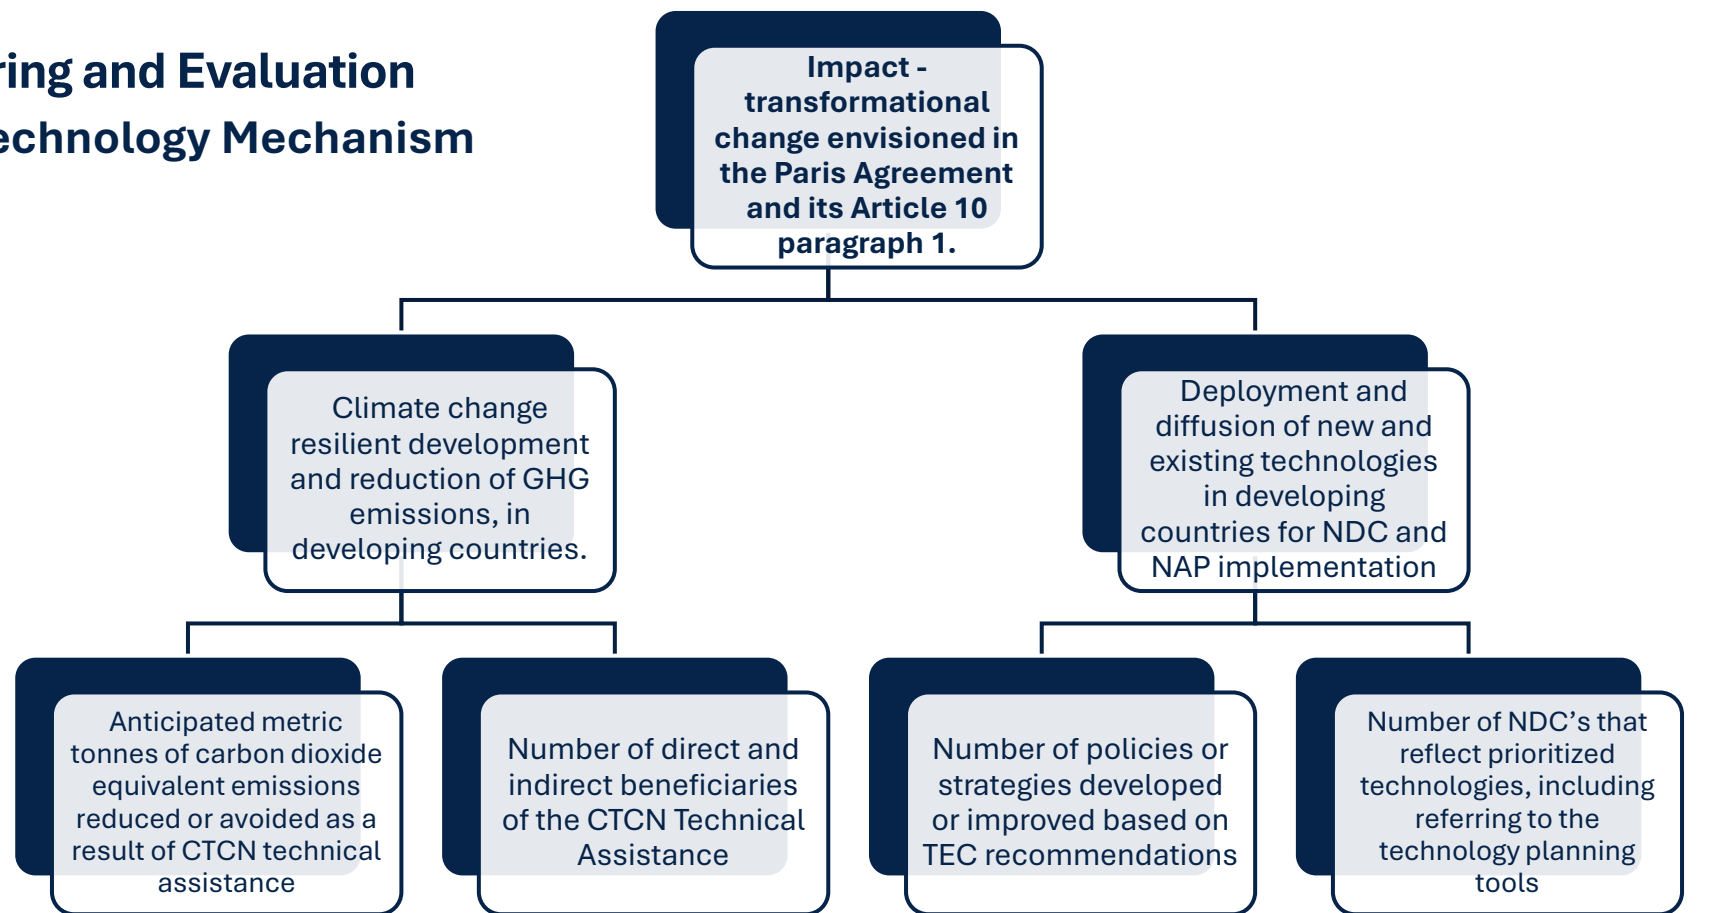 ring and Evaluation
echnology Mechanism
Impact -
transformational
change envisioned in
the Paris Agreement
and its Article 10
paragraph 1.
Climate change
resilient development
and reduction of GHG
emissions, in
developing countries.
Deployment and
diffusion of new and
existing technologies
in developing
countries for NDC and
NAP implementation
Anticipated metric
tonnes of carbon dioxide
equivalent emissions
reduced or avoided as a
result of CTCN technical
assistance
Number of direct and
indirect beneficiaries
of the CTCN Technical
Assistance
Number of policies or
strategies developed
or improved based on
TEC recommendations
Number of NDC’s that
reflect prioritized
technologies, including
referring to the
technology planning
tools